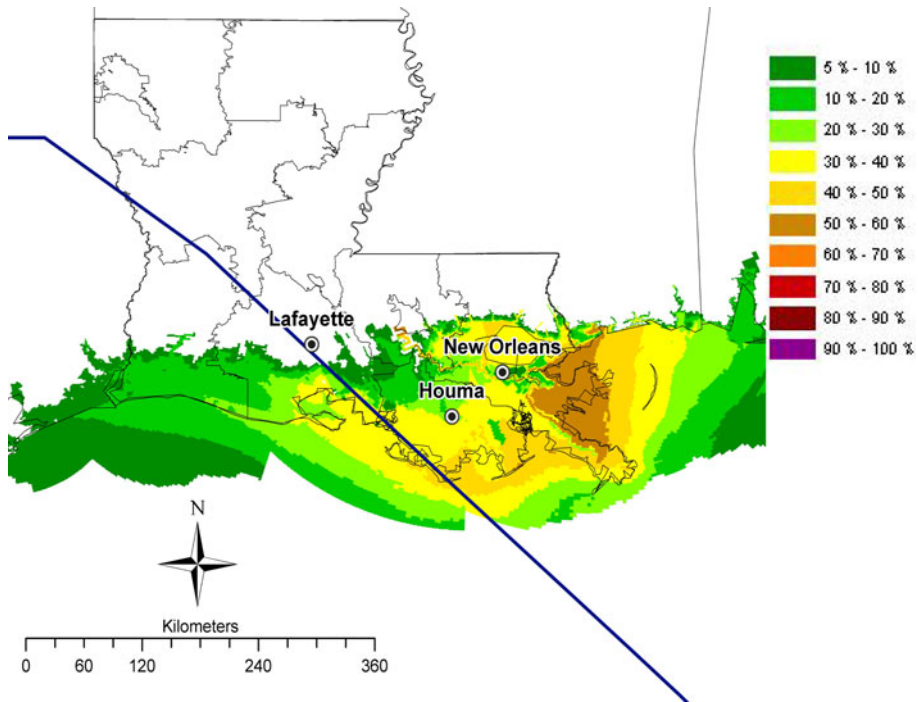 5 % - 10 %
10 % - 20 %
20 % - 30 %
30 % - 40 %
40 % - 50 %
50 % - 60 %
60 % - 70 %
70 % - 80 %
80 % - 90 %
90 % - 100 %
Lafayette
New Orleans
Houma
N
Kilometers
0 60 120 240 360